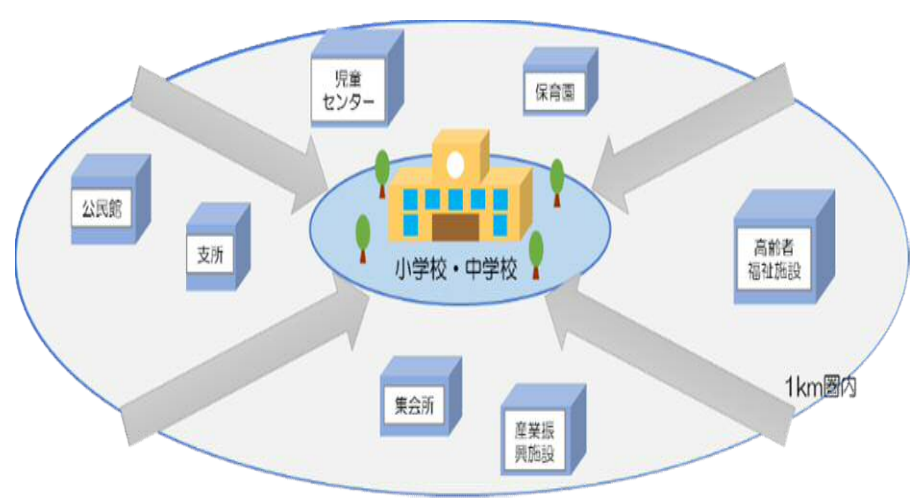 児童
センター
保育園
公民館
支所
高齢者
福祉施設
小学校・中学校
1km圏内
集会所
産業振
興施設